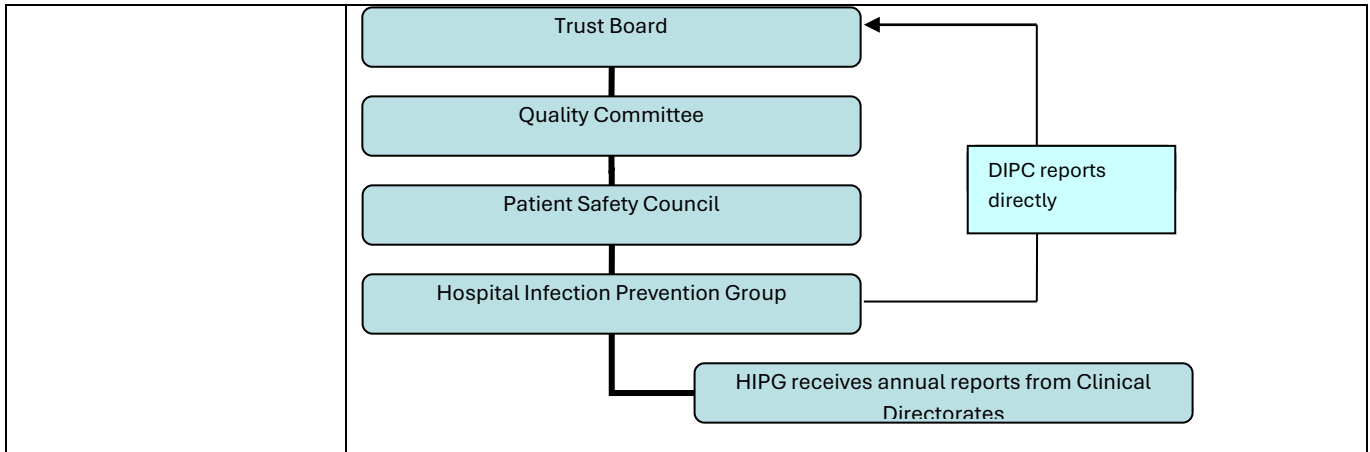 Trust Board
Quality Committee
DIPC reports
directly
Patient Safety Council
Hospital Infection Prevention Group
HIPG receives annual reports from Clinical
Directorates